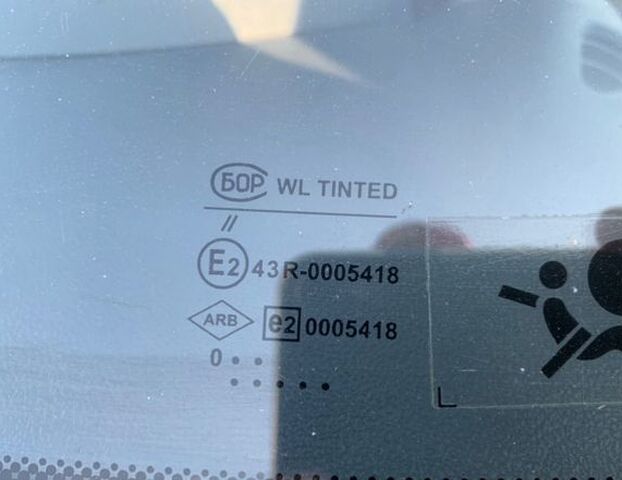 БОР WL TINTED
//
E2 43R-0005418
ARB e2 0005418
0 ..
.....